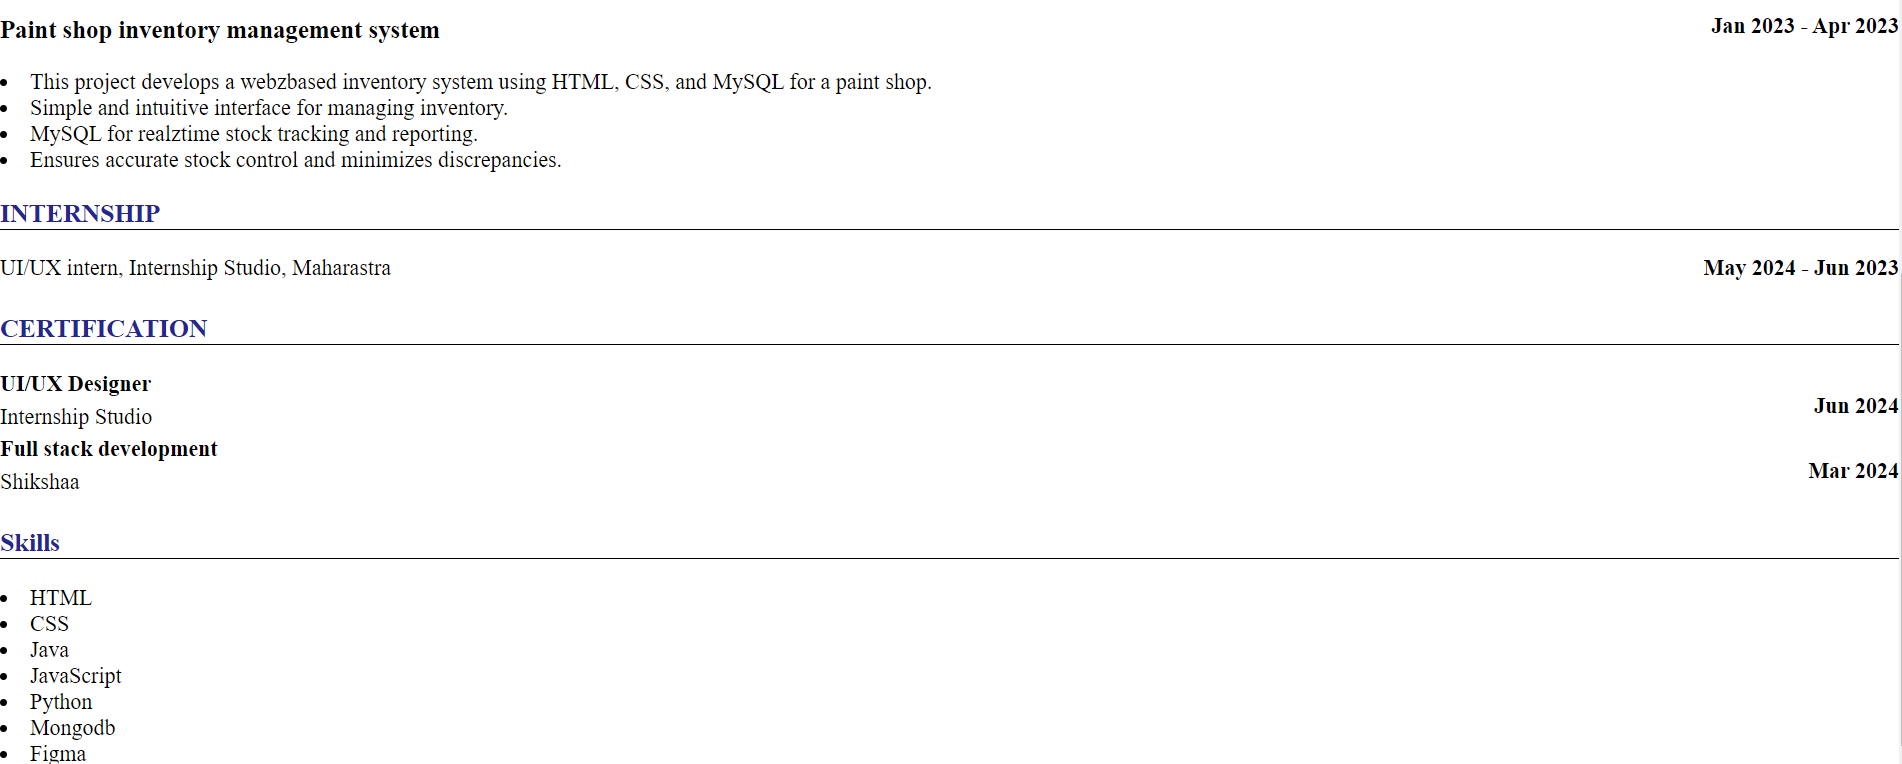 Paint shop inventory management system Jan 2023 - Apr 2023
• This project develops a webzbased inventory system using HTML, CSS, and MySQL for a paint shop.
• Simple and intuitive interface for managing inventory.
• MySQL for realztime stock tracking and reporting.
• Ensures accurate stock control and minimizes discrepancies.
INTERNSHIP
UI/UX intern, Internship Studio, Maharastra May 2024 - Jun 2023
CERTIFICATION
UI/UX Designer
Internship Studio Jun 2024
Full stack development
Shikshaa Mar 2024
Skills
• HTML
• CSS
• Java
• JavaScript
• Python
• Mongodb
• Figma